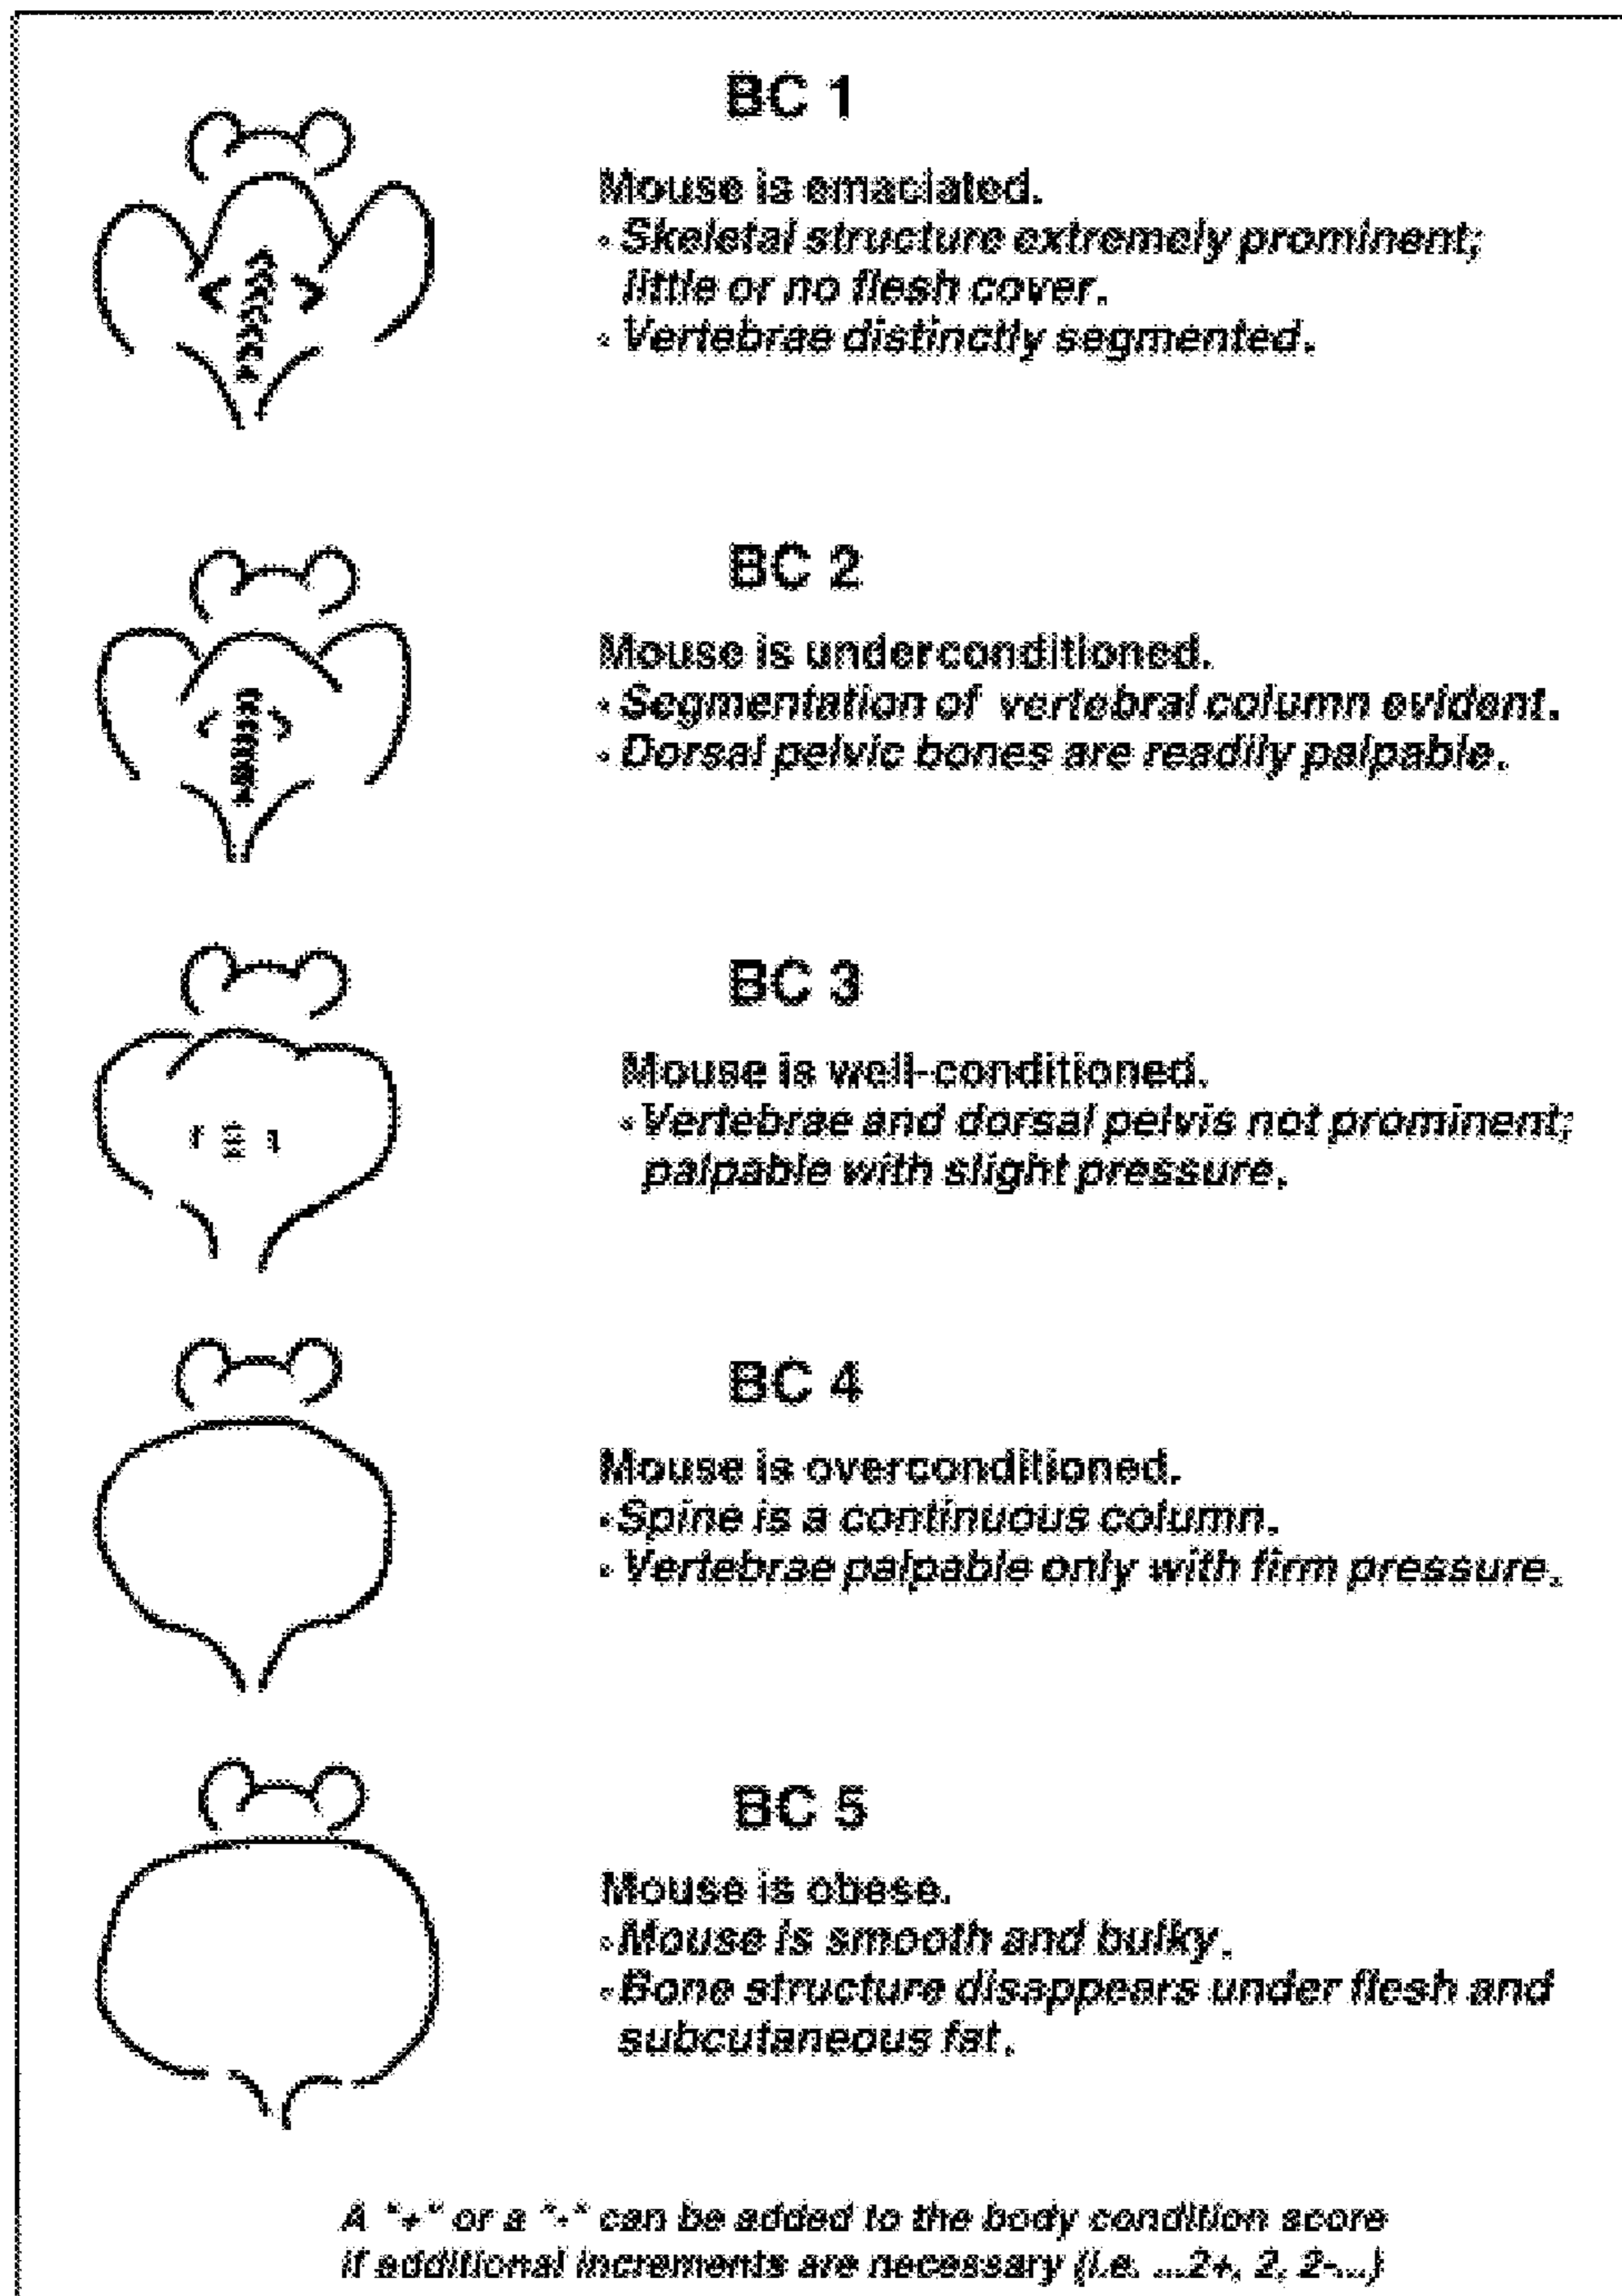 BC 1
Mouse is emaciated.
• Skeletal structure extremely prominent;
little or no flesh cover.
• Vertebrae distinctly segmented.
BC 2
Mouse is underconditioned.
• Segmentation of vertebral column evident.
• Dorsal pelvic bones are readily palpable.
BC 3
Mouse is well-conditioned.
• Vertebrae and dorsal pelvis not prominent;
palpable with slight pressure.
BC 4
Mouse is overconditioned.
• Spine is a continuous column.
• Vertebrae palpable only with firm pressure.
BC 5
Mouse is obese.
• Mouse is smooth and bulky.
• Bone structure disappears under flesh and
subcutaneous fat.
A "+" or a "-" can be added to the body condition score
if additional increments are necessary (i.e. ...2+, 2, 2-...)